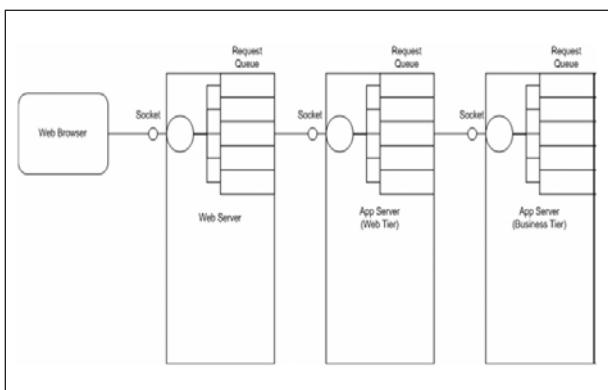 Request
Queue
Request
Queue
Request
Queue
Web Browser
Socket
Socket
Socket
Web Server
App Server
(Web Tier)
App Server
(Business Tier)